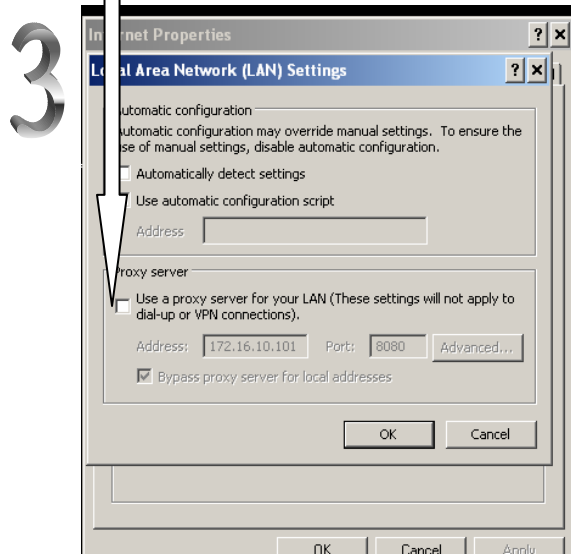 3
Internet Properties
Local Area Network (LAN) Settings
Automatic configuration
Automatic configuration may override manual settings. To ensure the
use of manual settings, disable automatic configuration.
Automatically detect settings
Use automatic configuration script
Address
Proxy server
Use a proxy server for your LAN (These settings will not apply to
dial-up or VPN connections).
Address: 172.16.10.101 Port: 8080 Advanced...
Bypass proxy server for local addresses
OK Cancel
OK Cancel Apply